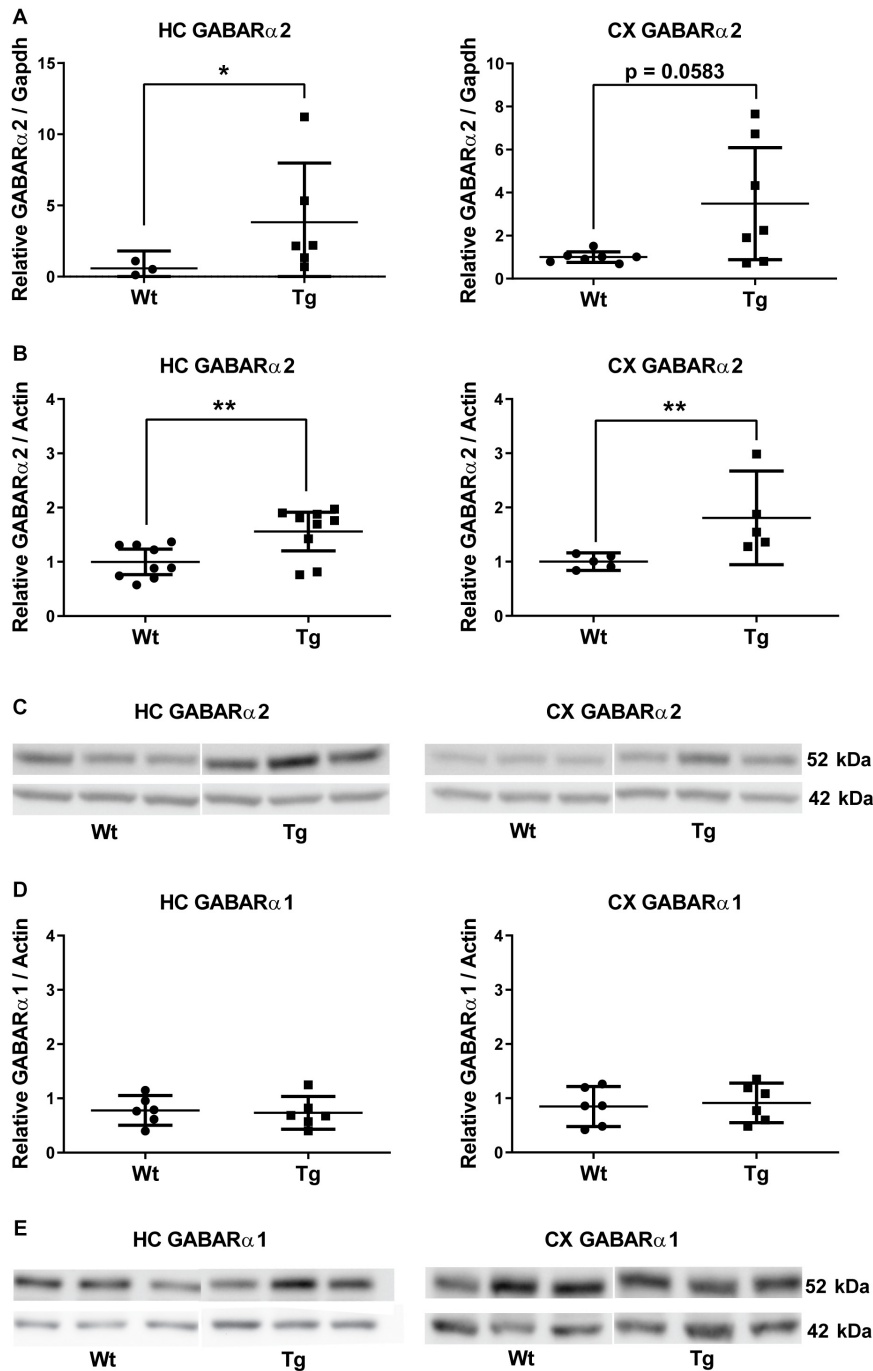 A
HC GABARα2
CX GABARα2
Relative GABARα2 / Gapdh
15
10
5
0
*
Wt
Tg
Relative GABARα2 / Gapdh
10
8
6
4
2
0
p = 0.0583
Wt
Tg
B
HC GABARα2
CX GABARα2
Relative GABARα2 / Actin
4
3
2
1
0
**
Wt
Tg
Relative GABARα2 / Actin
4
3
2
1
0
**
Wt
Tg
C
HC GABARα2
CX GABARα2
52 kDa
42 kDa
Wt
Tg
Wt
Tg
D
HC GABARα1
CX GABARα1
Relative GABARα1 / Actin
4
3
2
1
0
Wt
Tg
Relative GABARα1 / Actin
4
3
2
1
0
Wt
Tg
E
HC GABARα1
CX GABARα1
52 kDa
42 kDa
Wt
Tg
Wt
Tg